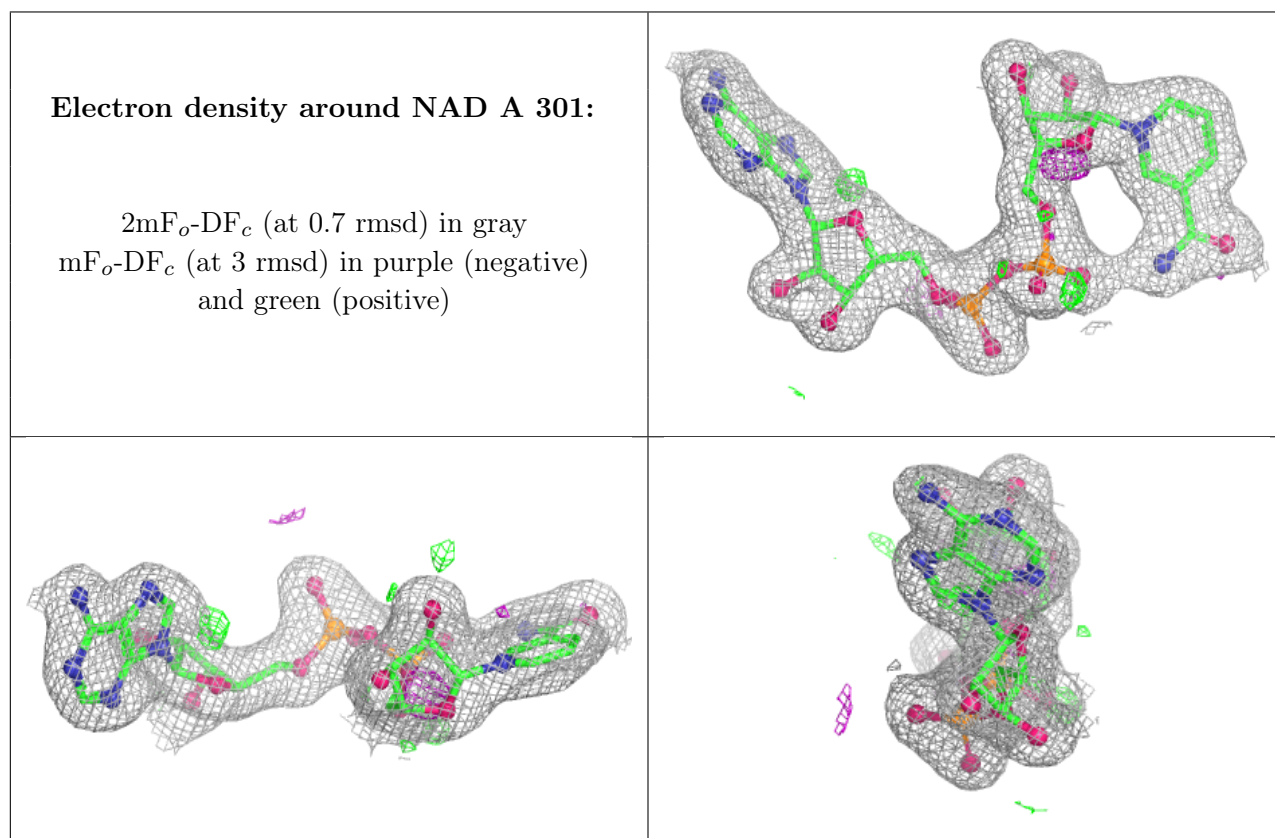 Electron density around NAD A 301:
2mFₒ-DF𝒸 (at 0.7 rmsd) in gray
mFₒ-DF𝒸 (at 3 rmsd) in purple (negative)
and green (positive)